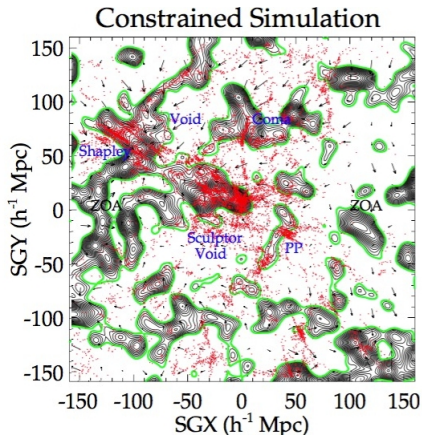 Constrained Simulation
SGY (h⁻¹ Mpc)
150
100
50
0
-50
-100
-150
Void
Coma
Shapley
ZOA
ZOA
Sculptor
Void
PP
-150 -100 -50 0 50 100 150
SGX (h⁻¹ Mpc)